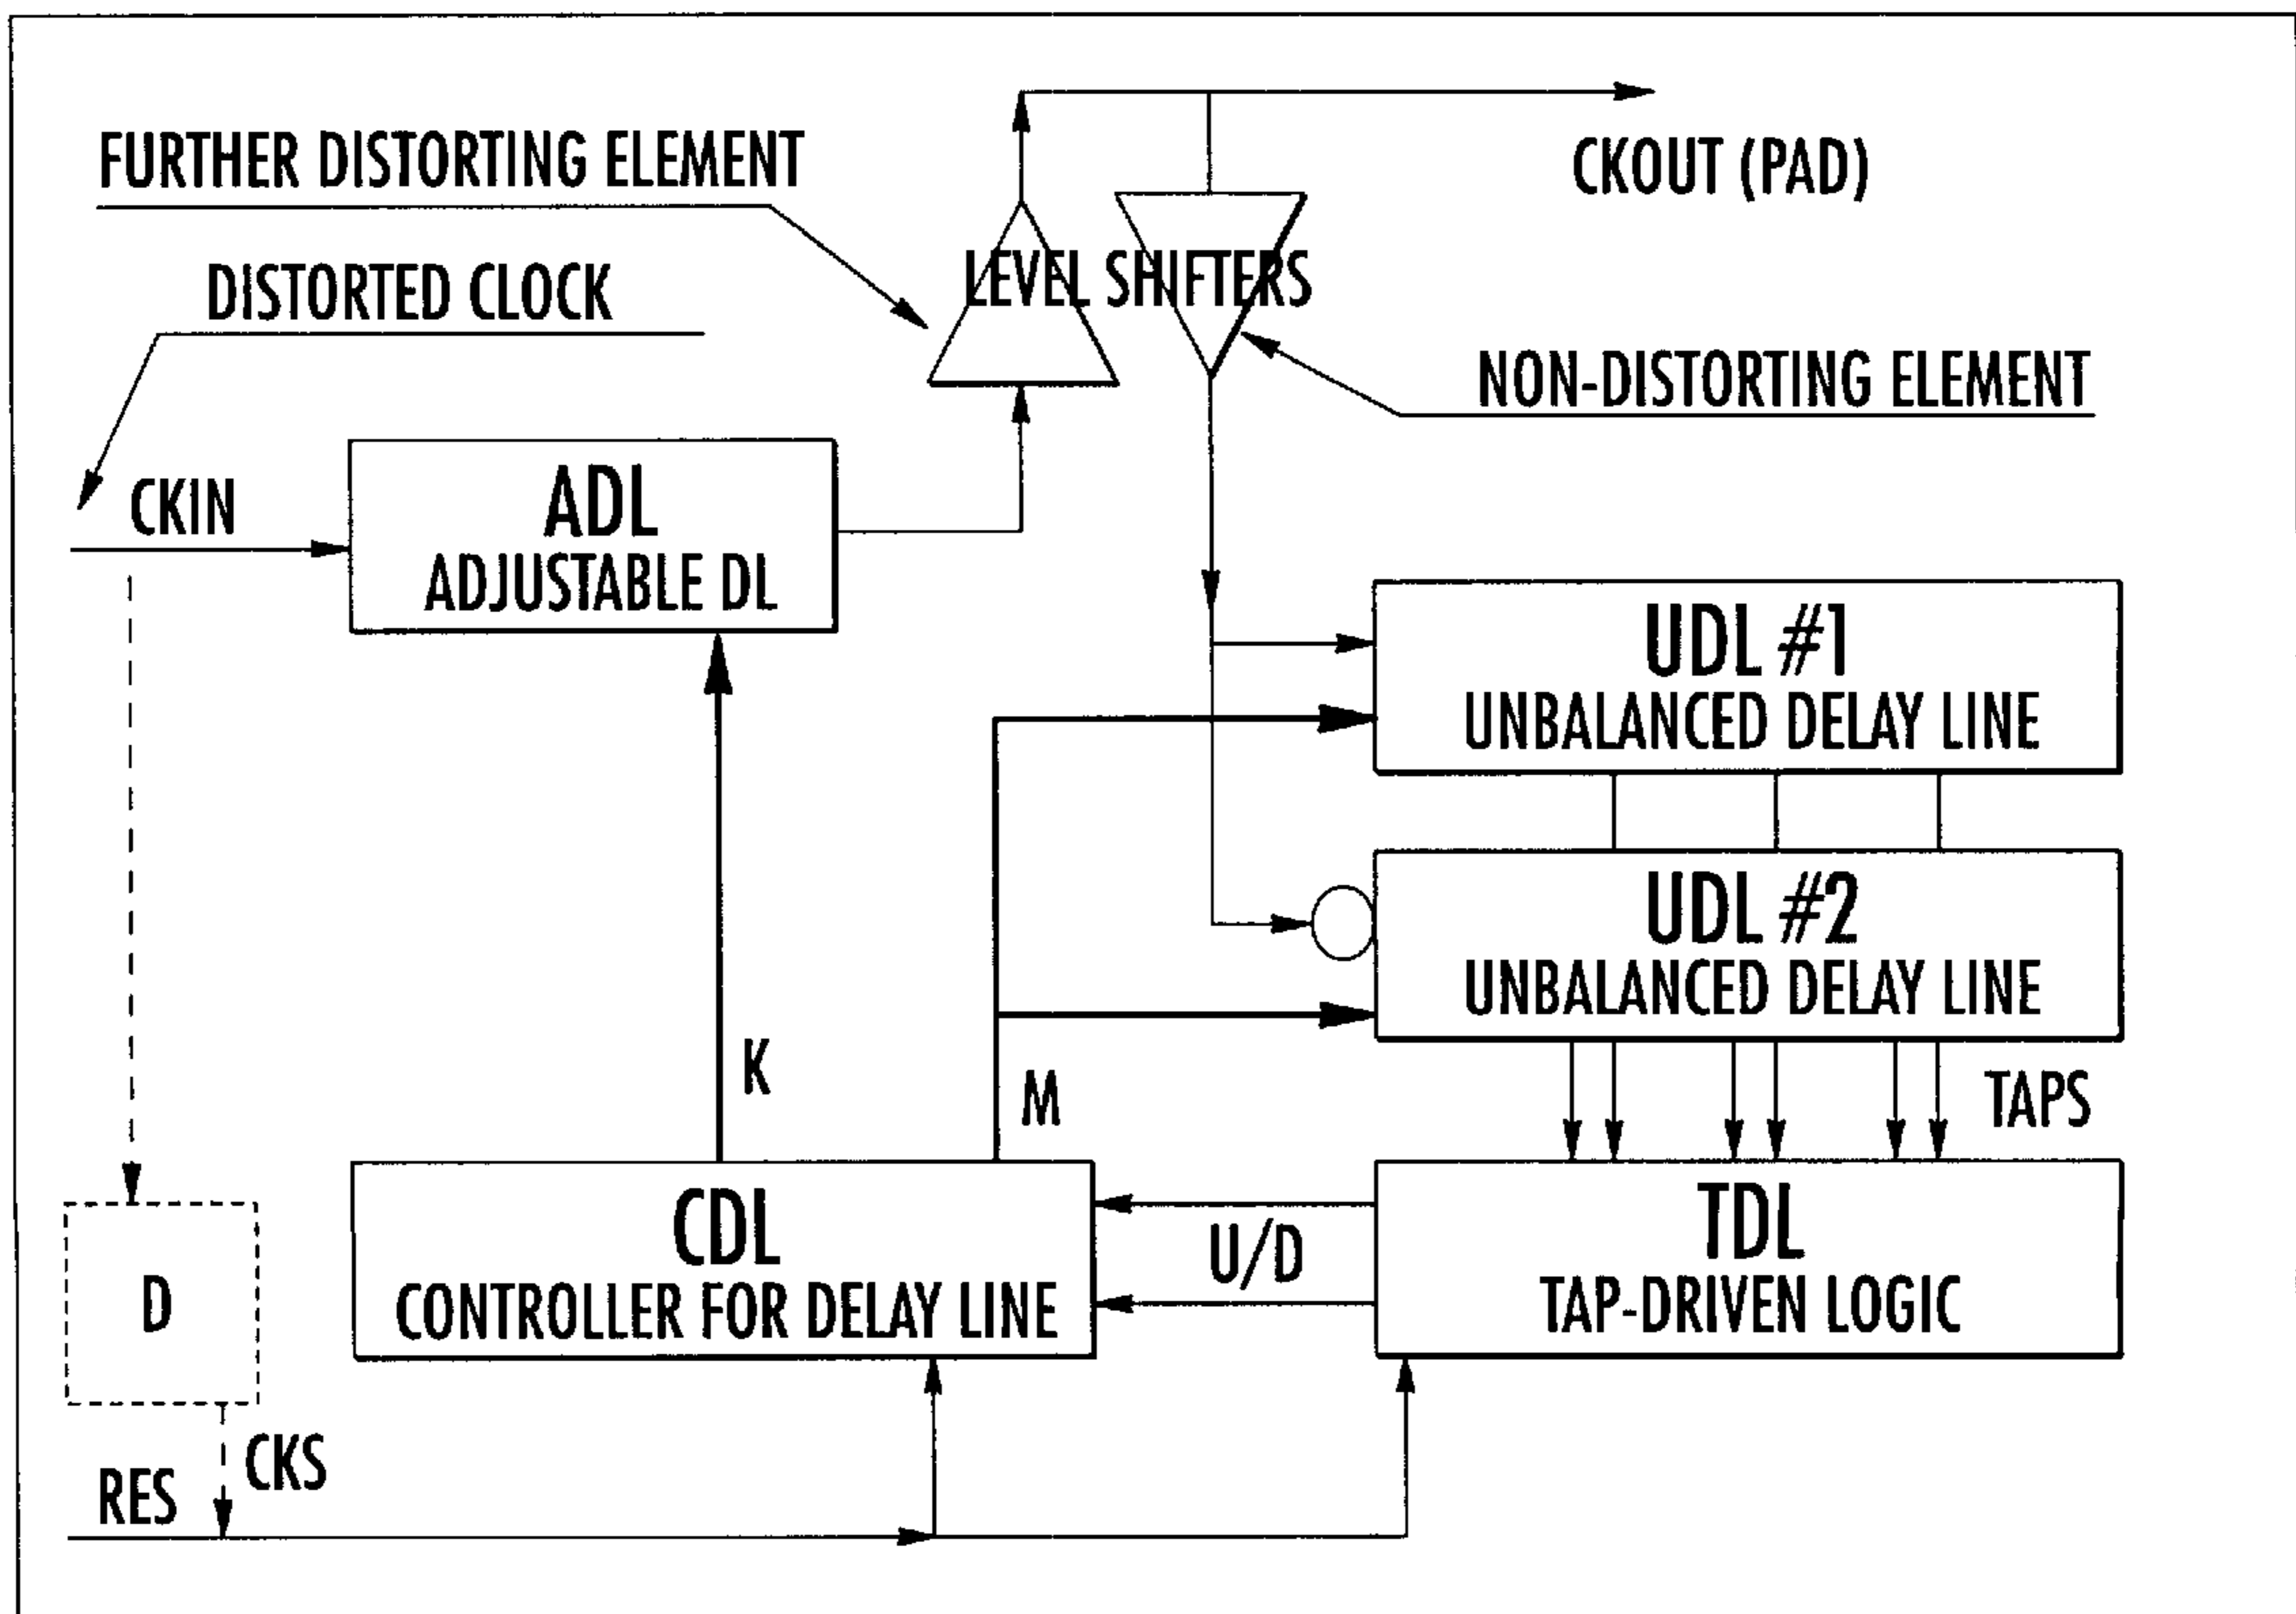 FURTHER DISTORTING ELEMENT
CKOUT (PAD)
DISTORTED CLOCK
LEVEL SHIFTERS
NON-DISTORTING ELEMENT
CKIN
ADL
ADJUSTABLE DL
UDL #1
UNBALANCED DELAY LINE
UDL #2
UNBALANCED DELAY LINE
K
M
TAPS
CDL
CONTROLLER FOR DELAY LINE
U/D
TDL
TAP-DRIVEN LOGIC
D
CKS
RES